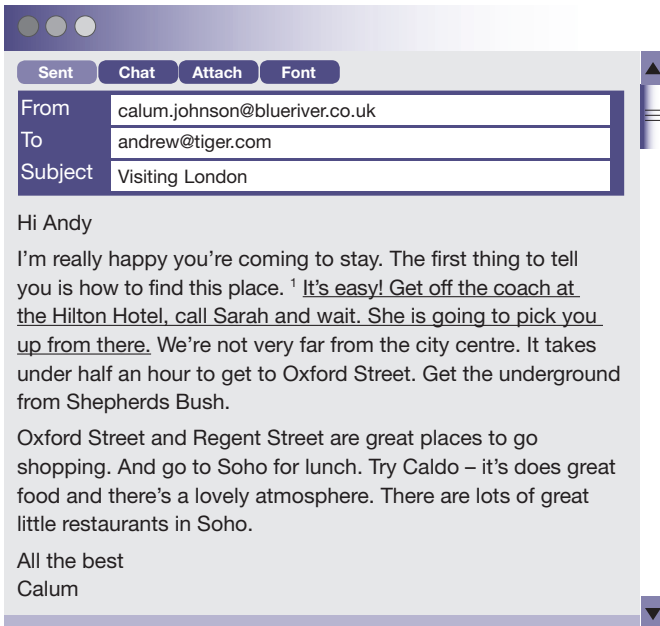 Sent Chat Attach Font
From calum.johnson@blueriver.co.uk
To andrew@tiger.com
Subject Visiting London
Hi Andy
I'm really happy you're coming to stay. The first thing to tell
you is how to find this place. ¹ It's easy! Get off the coach at
the Hilton Hotel, call Sarah and wait. She is going to pick you
up from there. We're not very far from the city centre. It takes
under half an hour to get to Oxford Street. Get the underground
from Shepherds Bush.
Oxford Street and Regent Street are great places to go
shopping. And go to Soho for lunch. Try Caldo – it's does great
food and there's a lovely atmosphere. There are lots of great
little restaurants in Soho.
All the best
Calum